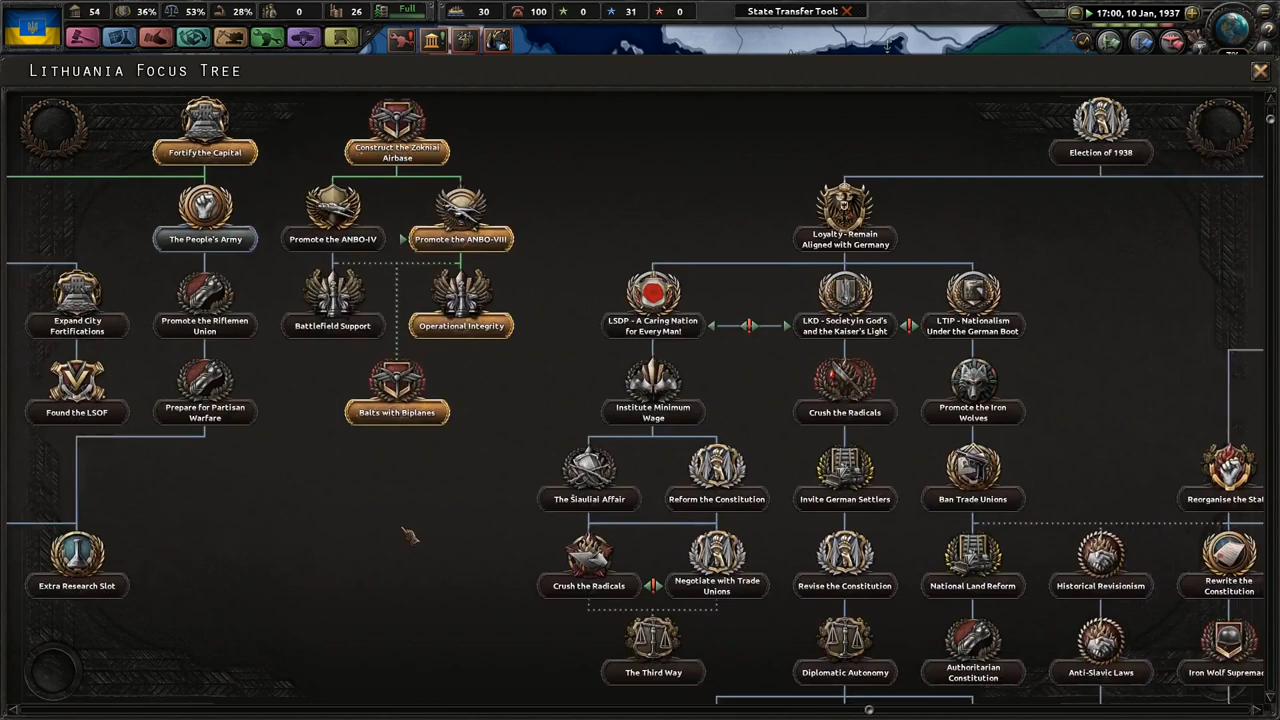 54 36% 53% 28% 0 26 Full 30 100 0 31 0 State Transfer Tool: 17:00, 10 Jan, 1937
Lithuania Focus Tree
Fortify the Capital
Construct the Zokniai
Airbase
Election of 1938
The People's Army
Promote the ANBO-IV
Promote the ANBO-VIII
Loyalty - Remain
Aligned with Germany
Expand City
Fortifications
Promote the Riflemen
Union
Battlefield Support
Operational Integrity
LSDP - A Caring Nation
for Every Man!
LKD - Society in God's
and the Kaiser's Light
LTIP - Nationalism
Under the German Boot
Found the LSOF
Prepare for Partisan
Warfare
Balts with Biplanes
Institute Minimum
Wage
Crush the Radicals
Promote the Iron
Wolves
The Šiauliai Affair
Reform the Constitution
Invite German Settlers
Ban Trade Unions
Reorganise the Stat
Extra Research Slot
Crush the Radicals
Negotiate with Trade
Unions
Revise the Constitution
National Land Reform
Historical Revisionism
Rewrite the
Constitution
The Third Way
Diplomatic Autonomy
Authoritarian
Constitution
Anti-Slavic Laws
Iron Wolf Suprema